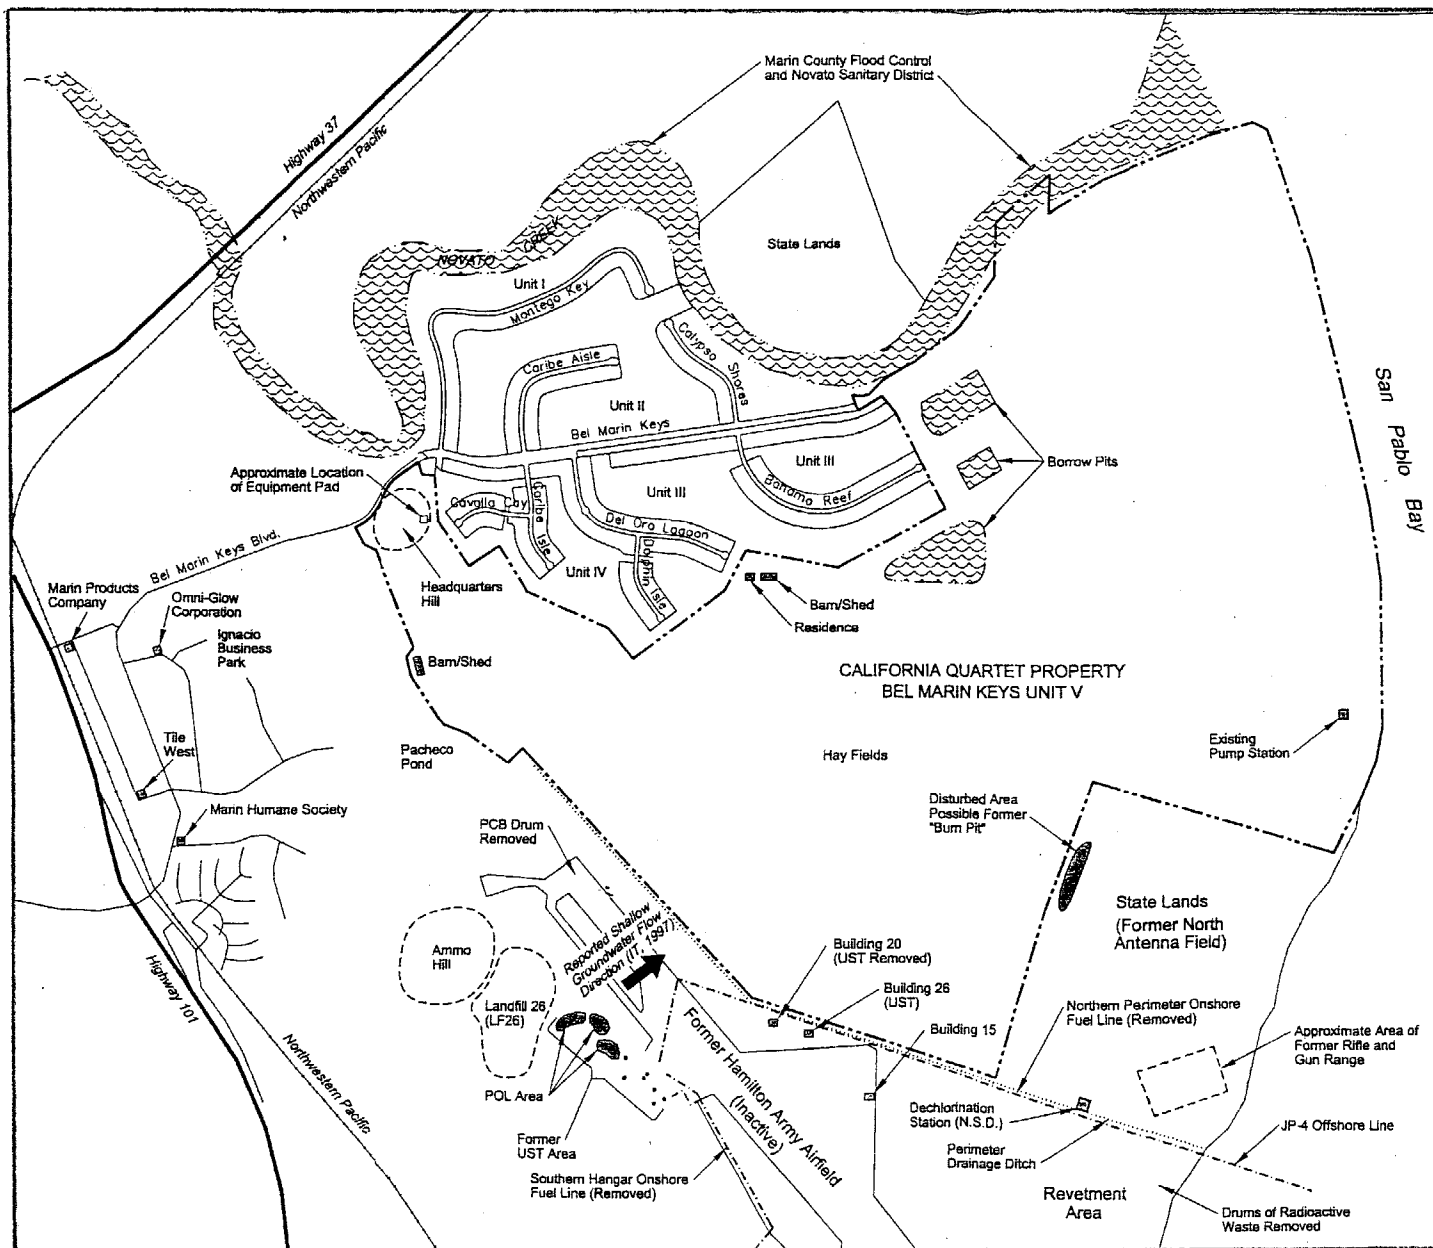 Marin County Flood Control
and Novato Sanitary District
Highway 37
Northwestern Pacific
State Lands
NOVATO CREEK
Unit I
Montego Key
Calypso Shores
Caribe Aisle
Unit II
Bel Marin Keys
San Pablo Bay
Unit III
Bahama Reef
Borrow Pits
Approximate Location
of Equipment Pad
Cavalla Cay
Caribe Isle
Unit III
Del Oro Lagoon
Dolphin Isle
Unit IV
Bel Marin Keys Blvd.
Headquarters
Hill
Barn/Shed
Residence
Marin Products
Company
Omni-Glow
Corporation
Ignacio
Business
Park
Barn/Shed
CALIFORNIA QUARTET PROPERTY
BEL MARIN KEYS UNIT V
Tile
West
Pacheco
Pond
Hay Fields
Existing
Pump Station
Marin Humane Society
PCB Drum
Removed
Disturbed Area
Possible Former
"Burn Pit"
State Lands
(Former North
Antenna Field)
Ammo
Hill
Reported Shallow
Groundwater Flow
Direction (IT, 1997)
Building 20
(UST Removed)
Building 26
(UST)
Building 15
Northern Perimeter Onshore
Fuel Line (Removed)
Approximate Area of
Former Rifle and
Gun Range
Highway 101
Northwestern Pacific
Landfill 26
(LF26)
POL Area
Former Hamilton Army Airfield
(Inactive)
Dechlorination
Station (N.S.D.)
JP-4 Offshore Line
Former
UST Area
Perimeter
Drainage Ditch
Southern Hangar Onshore
Fuel Line (Removed)
Revetment
Area
Drums of Radioactive
Waste Removed